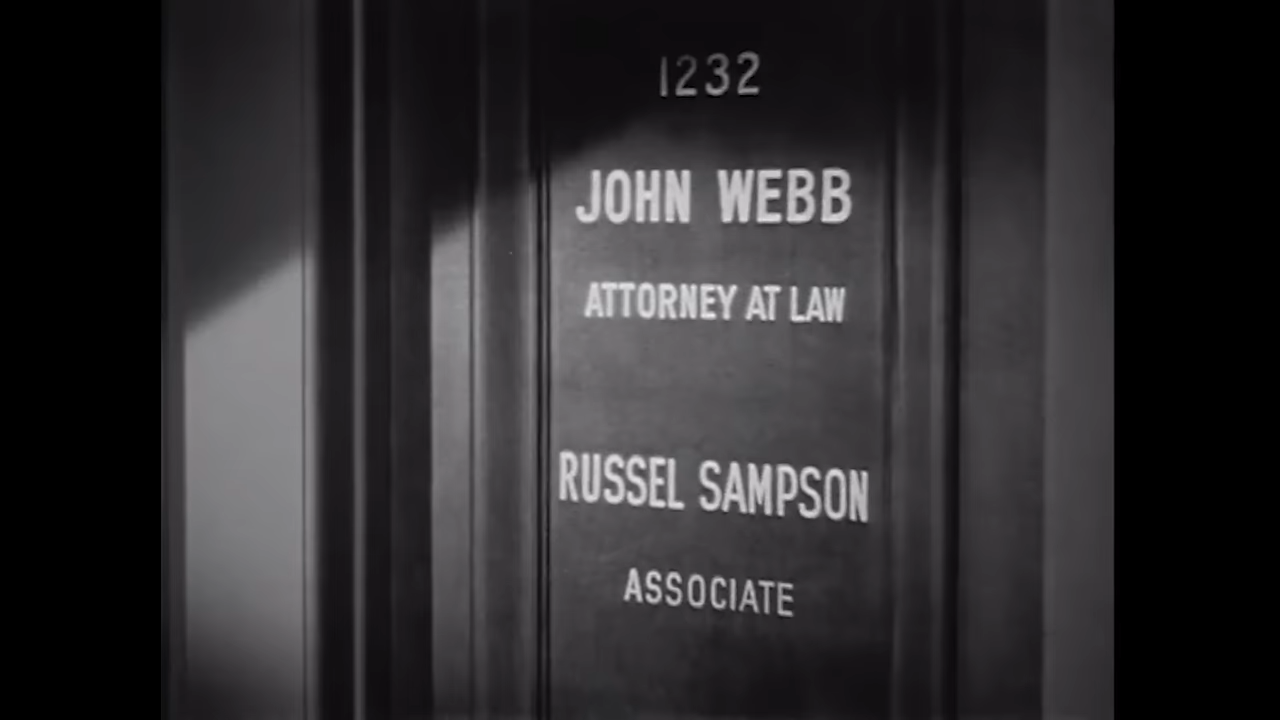 1232
JOHN WEBB
ATTORNEY AT LAW
RUSSEL SAMPSON
ASSOCIATE